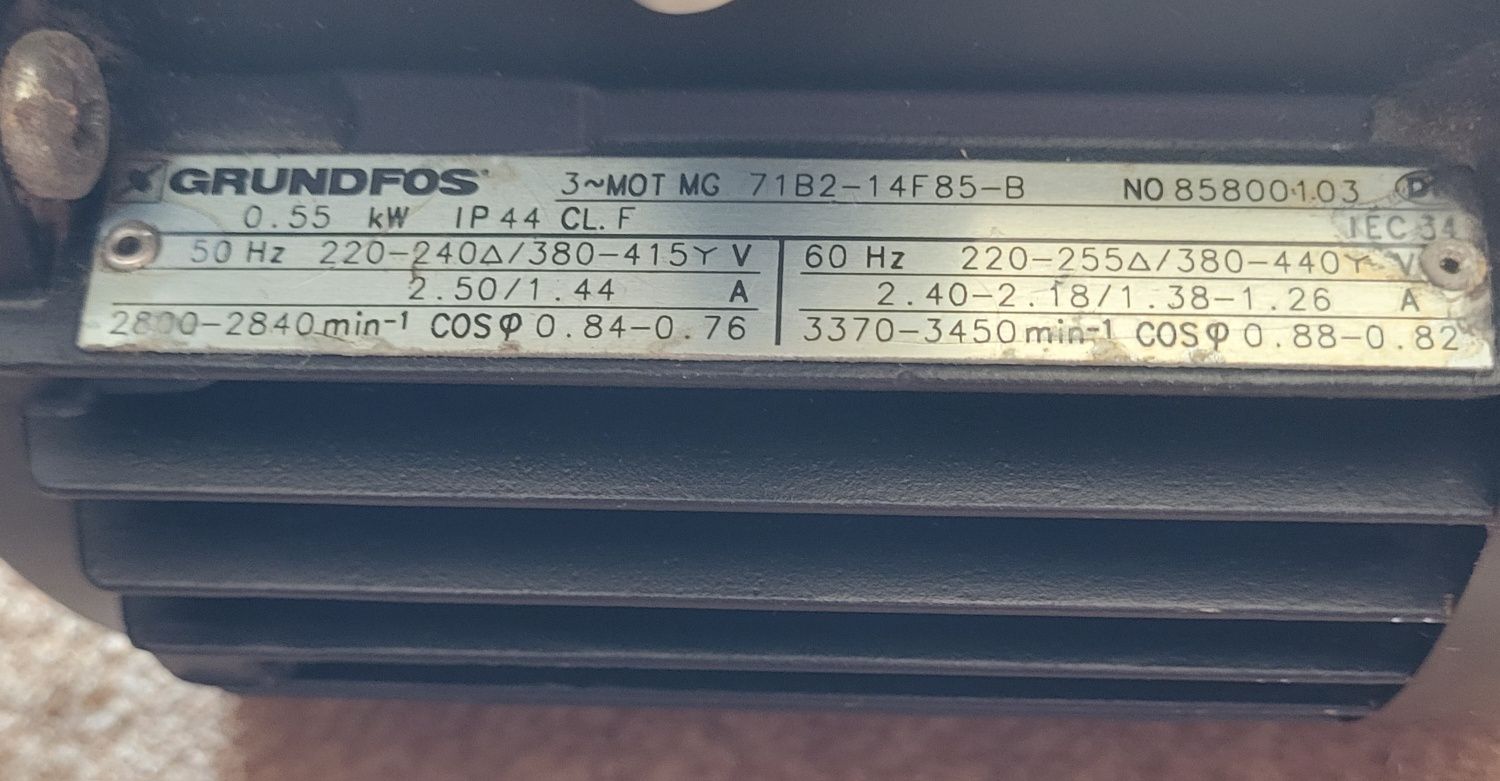 GRUNDFOS 3~MOT MG 71B2-14F85-B NO 85800103 D
0.55 kW IP 44 CL. F IEC 34
50 Hz 220-240Δ/380-415Y V
2.50/1.44 A
2800-2840 min⁻¹ COSφ 0.84-0.76
60 Hz 220-255Δ/380-440Y V
2.40-2.18/1.38-1.26 A
3370-3450 min⁻¹ COSφ 0.88-0.82